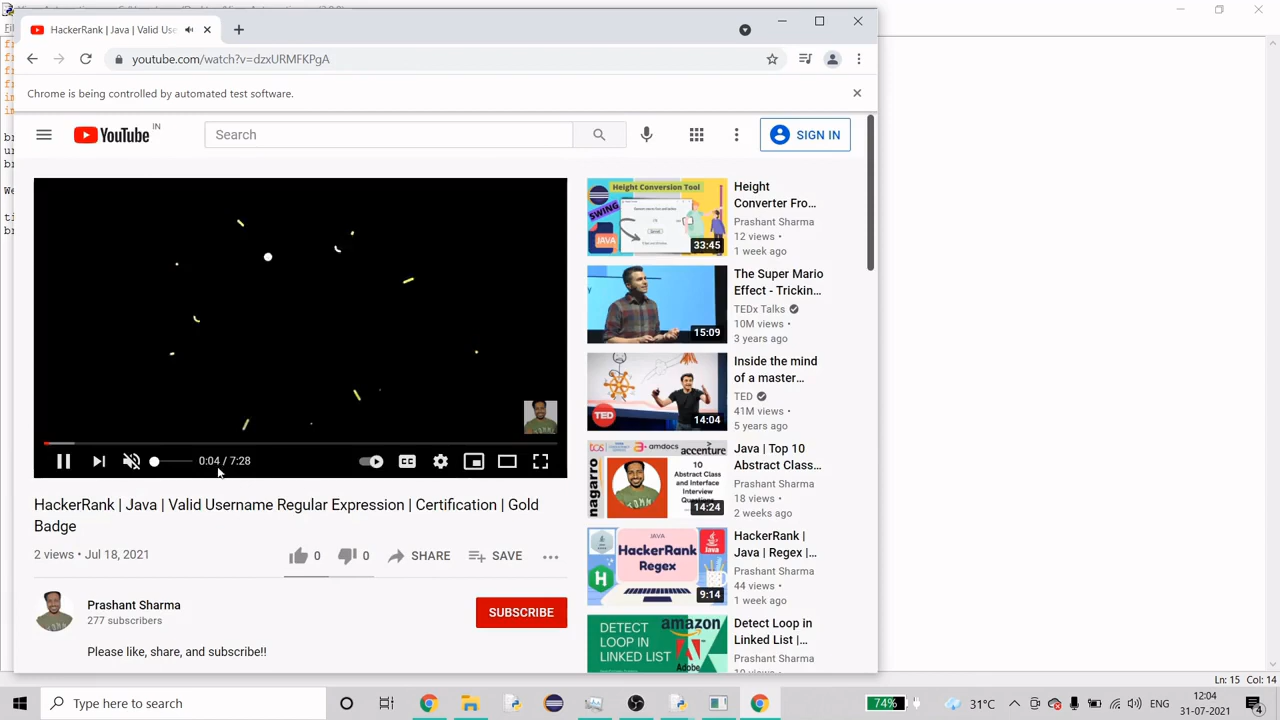 HackerRank | Java | Valid Use
youtube.com/watch?v=dzxURMFKPgA
Chrome is being controlled by automated test software.
YouTube IN
Search
SIGN IN
0:04 / 7:28
CC
HackerRank | Java | Valid Username Regular Expression | Certification | Gold
Badge
2 views • Jul 18, 2021
0
0
SHARE
SAVE
Prashant Sharma
277 subscribers
SUBSCRIBE
Please like, share, and subscribe!!
Height Conversion Tool
SWING
JAVA
33:45
Height
Converter Fro...
Prashant Sharma
12 views •
1 week ago
15:09
The Super Mario
Effect - Trickin...
TEDx Talks
10M views •
3 years ago
TED
14:04
Inside the mind
of a master...
TED
41M views •
5 years ago
tcs
amdocs
accenture
nagarro
10
Abstract Class
and Interface
Interview
Questions
14:24
Java | Top 10
Abstract Class...
Prashant Sharma
18 views •
2 weeks ago
JAVA
HackerRank
Regex
Java
9:14
HackerRank |
Java | Regex |...
Prashant Sharma
44 views •
1 week ago
DETECT
LOOP IN
LINKED LIST
amazon
Adobe
Detect Loop in
Linked List |...
Prashant Sharma
Ln: 15 Col: 14
Type here to search
74%
31°C
ENG
12:04
31-07-2021
4